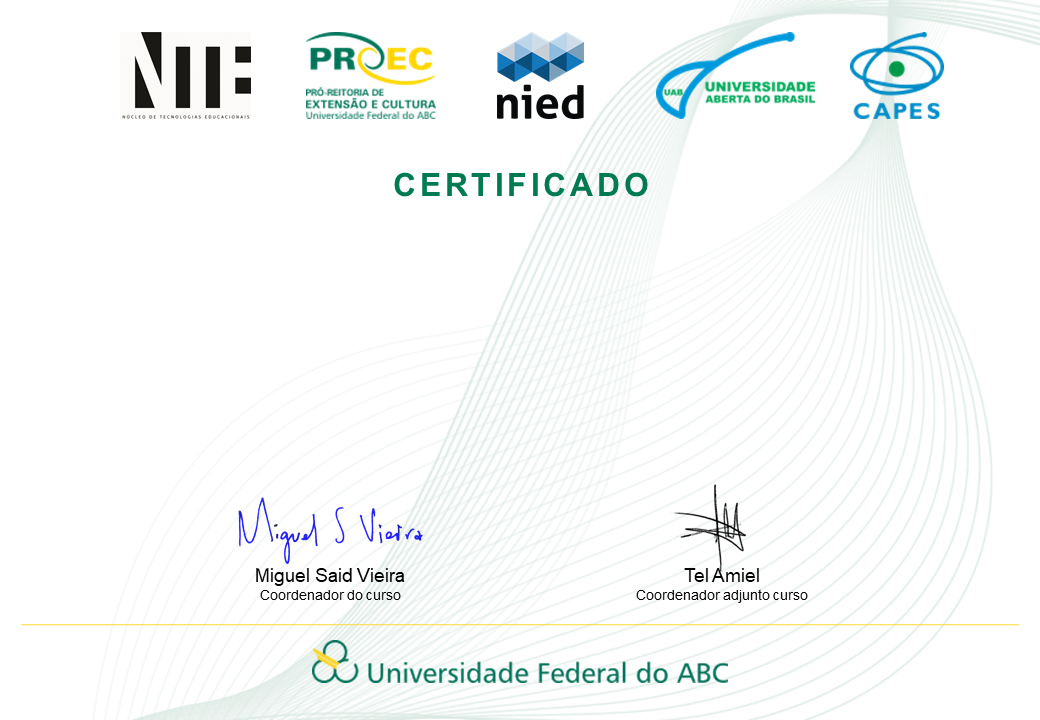 NTE
NÚCLEO DE TECNOLOGIAS EDUCACIONAIS
PROEC
PRÓ-REITORIA DE
EXTENSÃO E CULTURA
Universidade Federal do ABC
nied
UAB
UNIVERSIDADE
ABERTA DO BRASIL
CAPES
CERTIFICADO
Miguel S Vieira
Miguel Said Vieira
Coordenador do curso
Tel Amiel
Coordenador adjunto curso
Universidade Federal do ABC